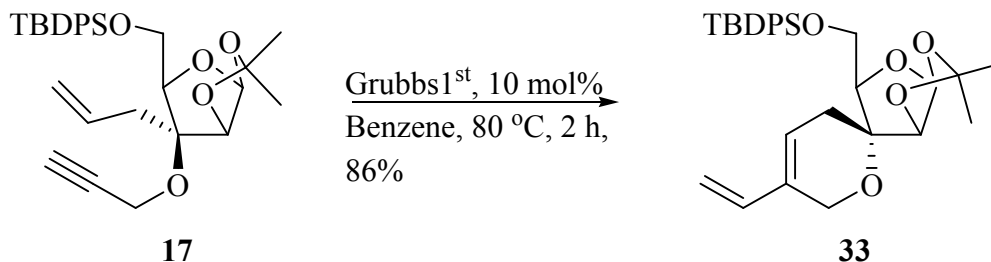 TBDPSO
O
O
O
O
Grubbs1st, 10 mol%
Benzene, 80 °C, 2 h,
86%
TBDPSO
O
O
O
O
17
33